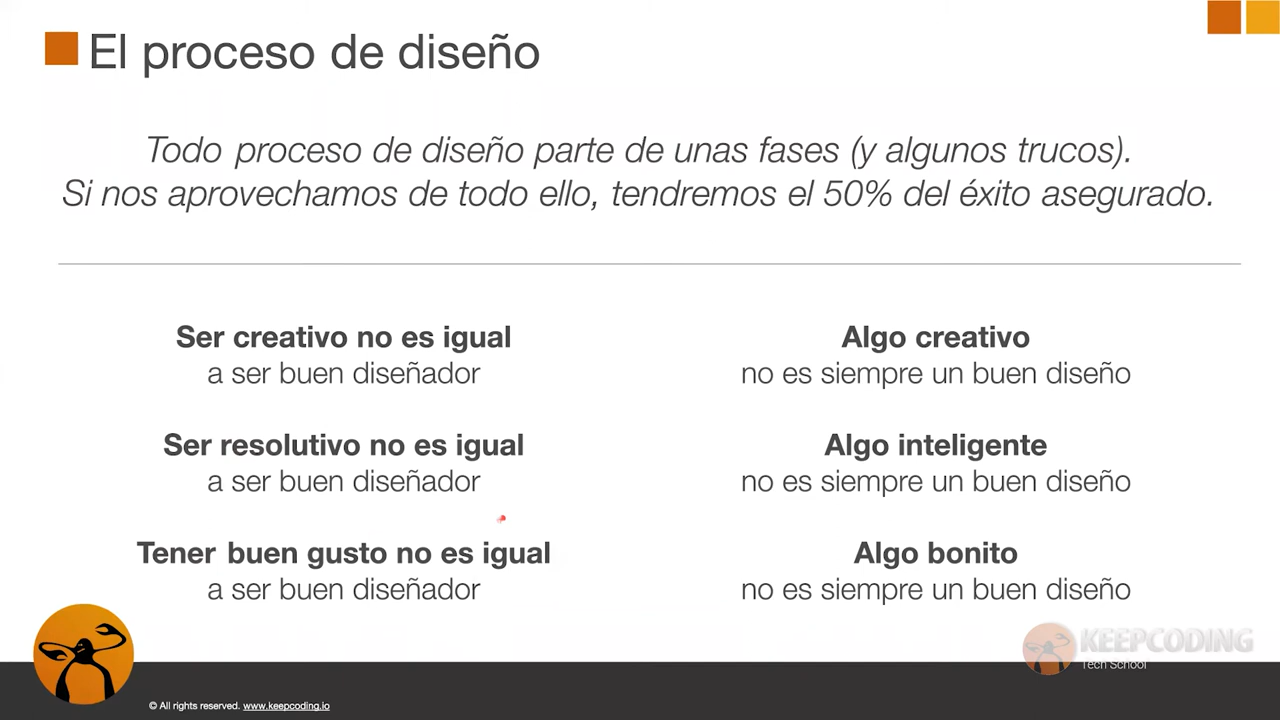 El proceso de diseño
Todo proceso de diseño parte de unas fases (y algunos trucos).
Si nos aprovechamos de todo ello, tendremos el 50% del éxito asegurado.
Ser creativo no es igual
a ser buen diseñador
Algo creativo
no es siempre un buen diseño
Ser resolutivo no es igual
a ser buen diseñador
Algo inteligente
no es siempre un buen diseño
Tener buen gusto no es igual
a ser buen diseñador
Algo bonito
no es siempre un buen diseño
KEEPCODING
Tech School
© All rights reserved. www.keepcoding.io